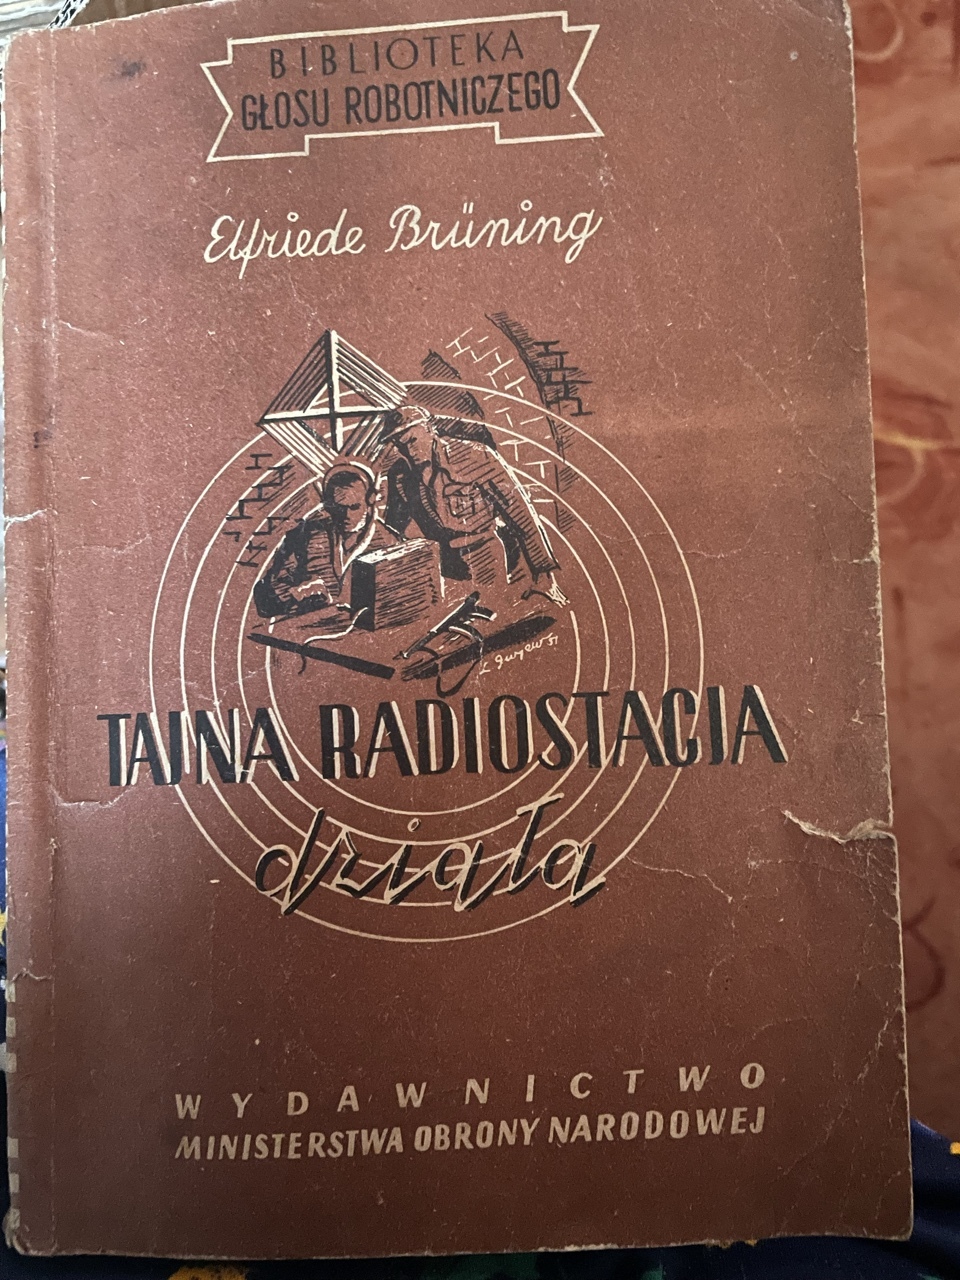 BIBLIOTEKA
GŁOSU ROBOTNICZEGO
Elfriede Brüning
TAJNA RADIOSTACJA
działa
WYDAWNICTWO
MINISTERSTWA OBRONY NARODOWEJ